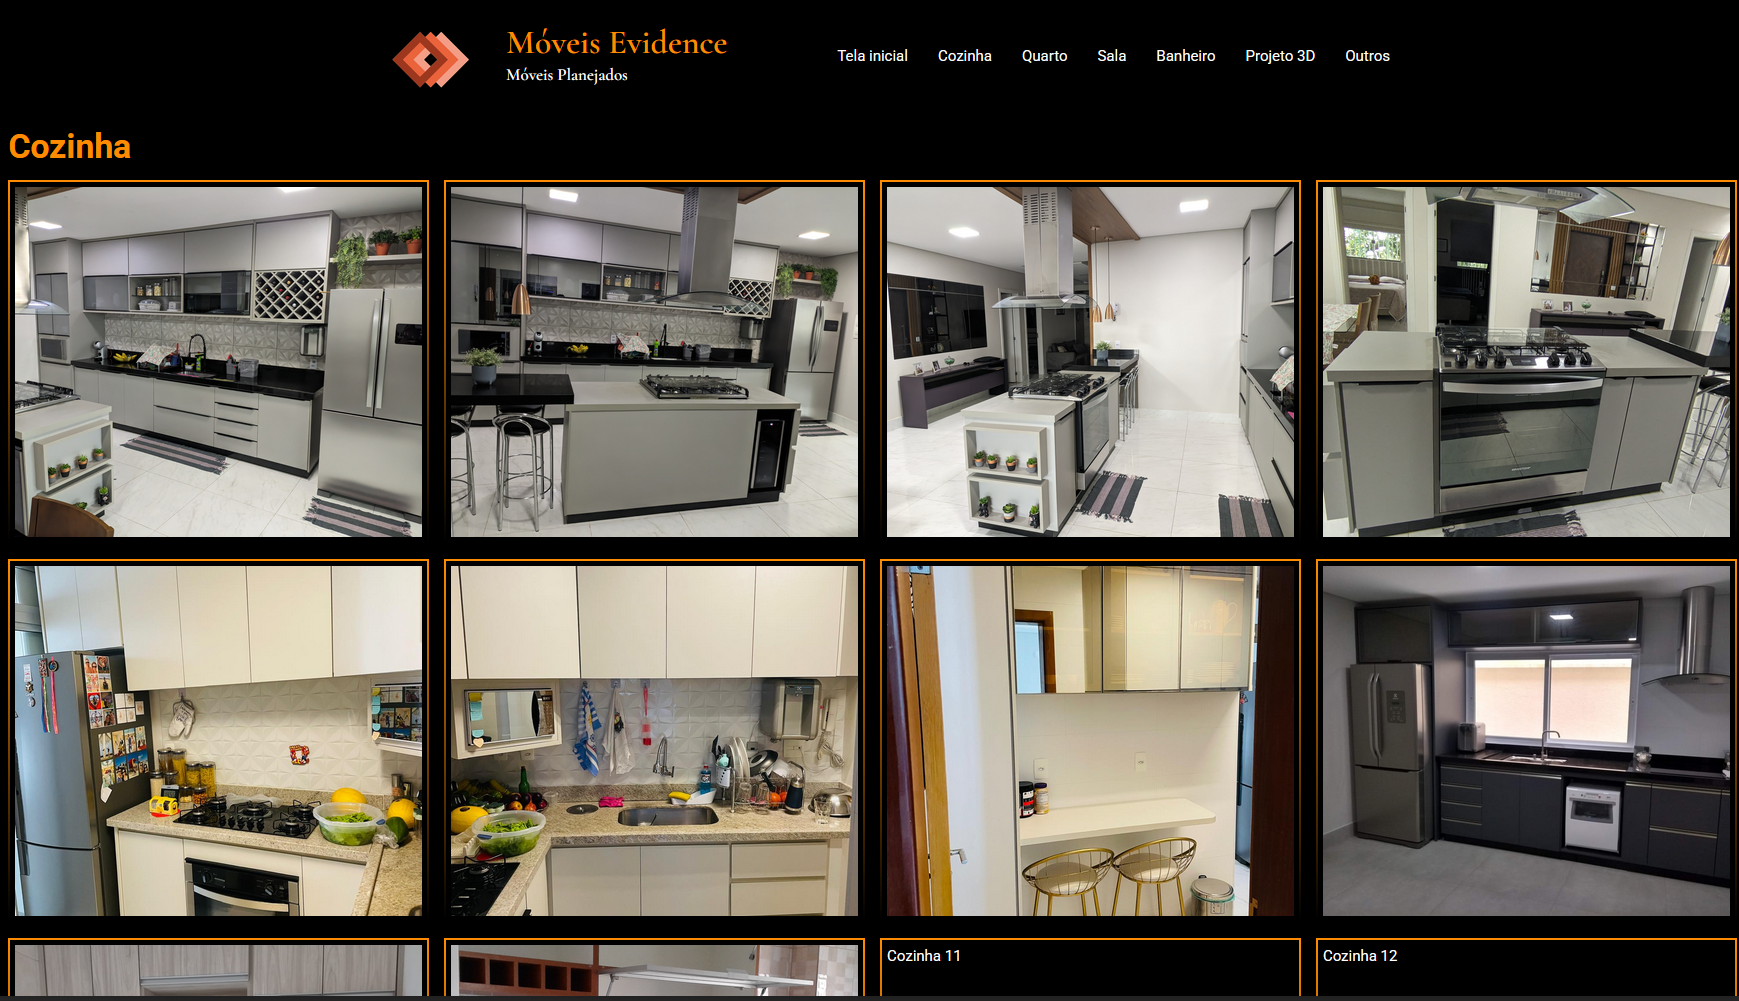 Móveis Evidence
Móveis Planejados
Tela inicial
Cozinha
Quarto
Sala
Banheiro
Projeto 3D
Outros
Cozinha
Cozinha 11
Cozinha 12